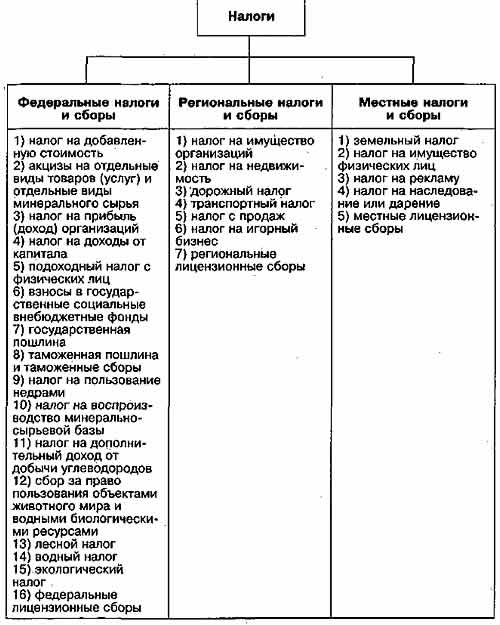 Налоги
Федеральные налоги
и сборы
1) налог на добавлен-
ную стоимость
2) акцизы на отдельные
виды товаров (услуг) и
отдельные виды
минерального сырья
3) налог на прибыль
(доход) организаций
4) налог на доходы от
капитала
5) подоходный налог с
физических лиц
6) взносы в государ-
ственные социальные
внебюджетные фонды
7) государственная
пошлина
8) таможенная пошлина
и таможенные сборы
9) налог на пользование
недрами
10) налог на воспроиз-
водство минерально-
сырьевой базы
11) налог на дополни-
тельный доход от
добычи углеводородов
12) сбор за право
пользования объектами
животного мира и
водными биологически-
ми ресурсами
13) лесной налог
14) водный налог
15) экологический
налог
16) федеральные
лицензионные сборы
Региональные налоги
и сборы
1) налог на имущество
организаций
2) налог на недвижи-
мость
3) дорожный налог
4) транспортный налог
5) налог с продаж
6) налог на игорный
бизнес
7) региональные
лицензионные сборы
Местные налоги
и сборы
1) земельный налог
2) налог на имущество
физических лиц
3) налог на рекламу
4) налог на наследова-
ние или дарение
5) местные лицензион-
ные сборы